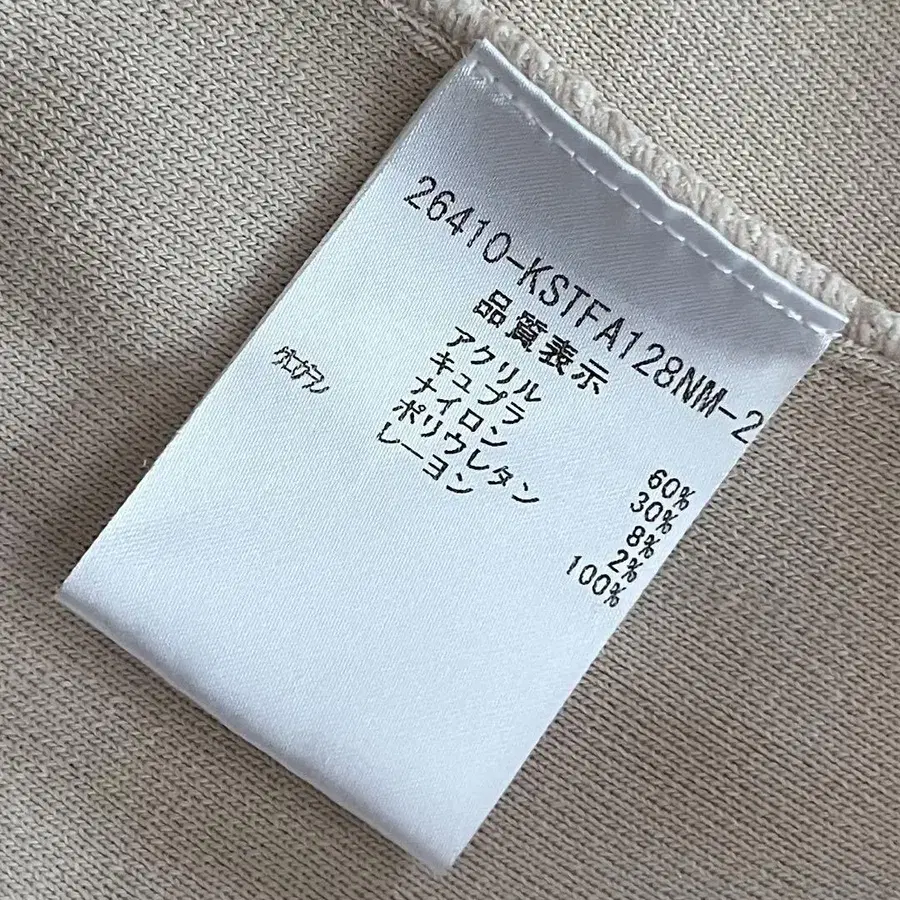 26410-KSTFA128NM-2
品質表示
アクリル 60%
キュプラ 30%
ナイロン 8%
ポリウレタン 2%
レーヨン 100%